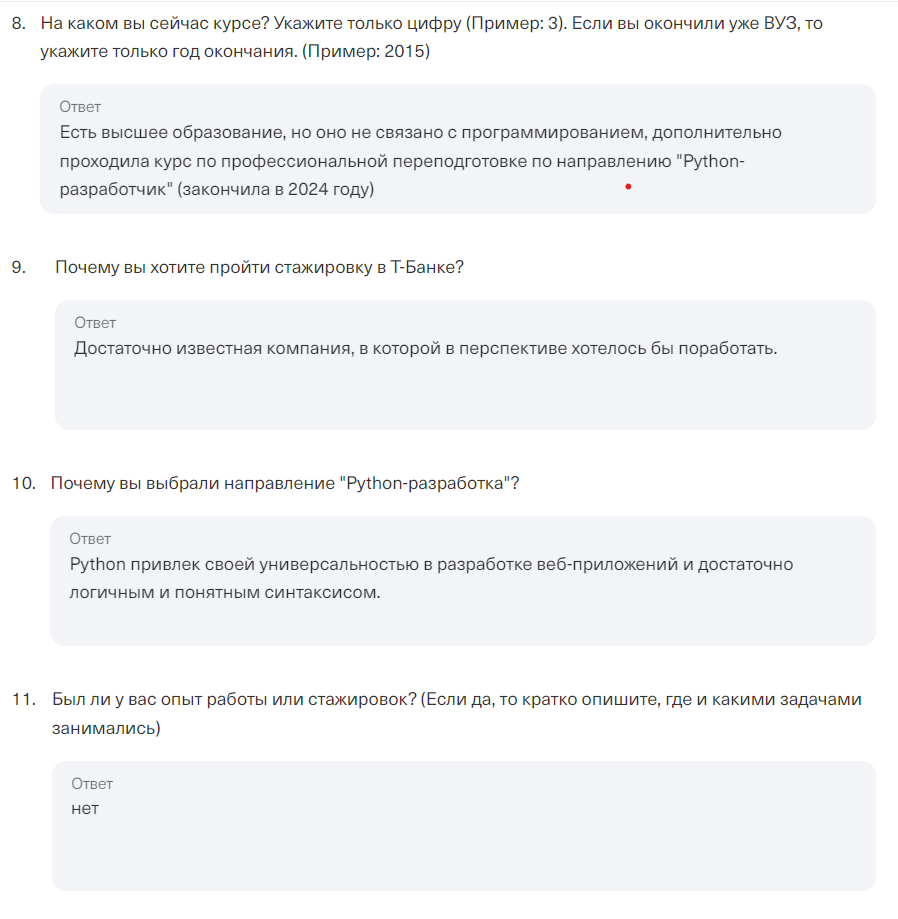 8. На каком вы сейчас курсе? Укажите только цифру (Пример: 3). Если вы окончили уже ВУЗ, то
укажите только год окончания. (Пример: 2015)
Ответ
Есть высшее образование, но оно не связано с программированием, дополнительно
проходила курс по профессиональной переподготовке по направлению "Python-
разработчик" (закончила в 2024 году)
9. Почему вы хотите пройти стажировку в Т-Банке?
Ответ
Достаточно известная компания, в которой в перспективе хотелось бы поработать.
10. Почему вы выбрали направление "Python-разработка"?
Ответ
Python привлек своей универсальностью в разработке веб-приложений и достаточно
логичным и понятным синтаксисом.
11. Был ли у вас опыт работы или стажировок? (Если да, то кратко опишите, где и какими задачами
занимались)
Ответ
нет